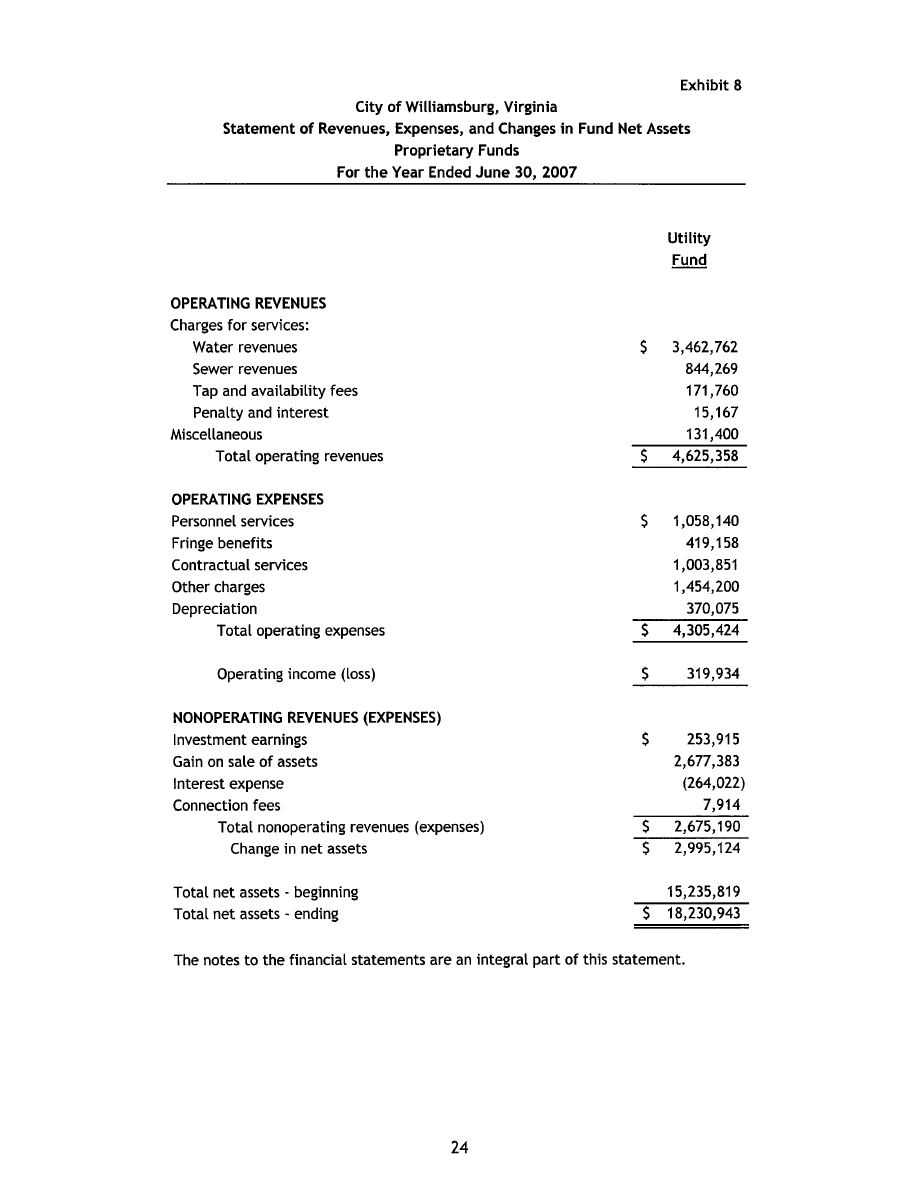 Exhibit 8
City of Williamsburg, Virginia
Statement of Revenues, Expenses, and Changes in Fund Net Assets
Proprietary Funds
For the Year Ended June 30, 2007
Utility
Fund
OPERATING REVENUES
Charges for services:
Water revenues $ 3,462,762
Sewer revenues 844,269
Tap and availability fees 171,760
Penalty and interest 15,167
Miscellaneous 131,400
Total operating revenues $ 4,625,358
OPERATING EXPENSES
Personnel services $ 1,058,140
Fringe benefits 419,158
Contractual services 1,003,851
Other charges 1,454,200
Depreciation 370,075
Total operating expenses $ 4,305,424
Operating income (loss) $ 319,934
NONOPERATING REVENUES (EXPENSES)
Investment earnings $ 253,915
Gain on sale of assets 2,677,383
Interest expense (264,022)
Connection fees 7,914
Total nonoperating revenues (expenses) $ 2,675,190
Change in net assets $ 2,995,124
Total net assets - beginning 15,235,819
Total net assets - ending $ 18,230,943
The notes to the financial statements are an integral part of this statement.
24